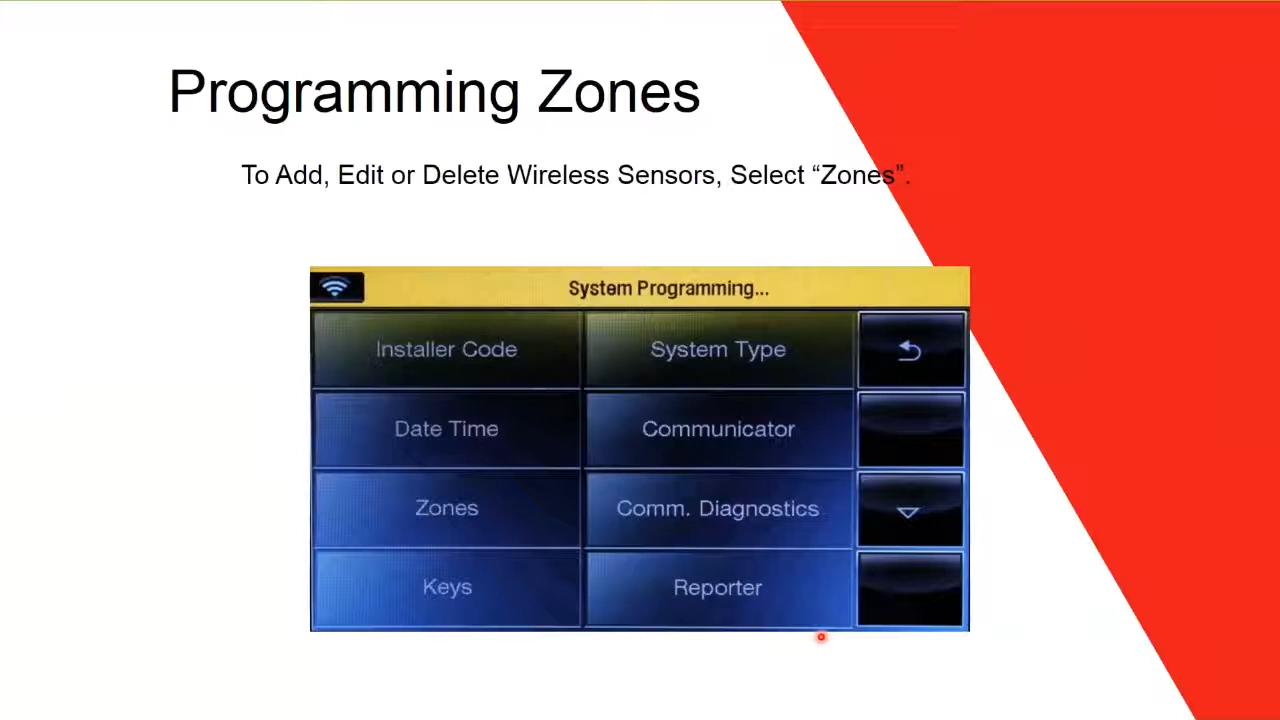 Programming Zones
To Add, Edit or Delete Wireless Sensors, Select “Zones”.
System Programming...
Installer Code
System Type
Date Time
Communicator
Zones
Comm. Diagnostics
Keys
Reporter